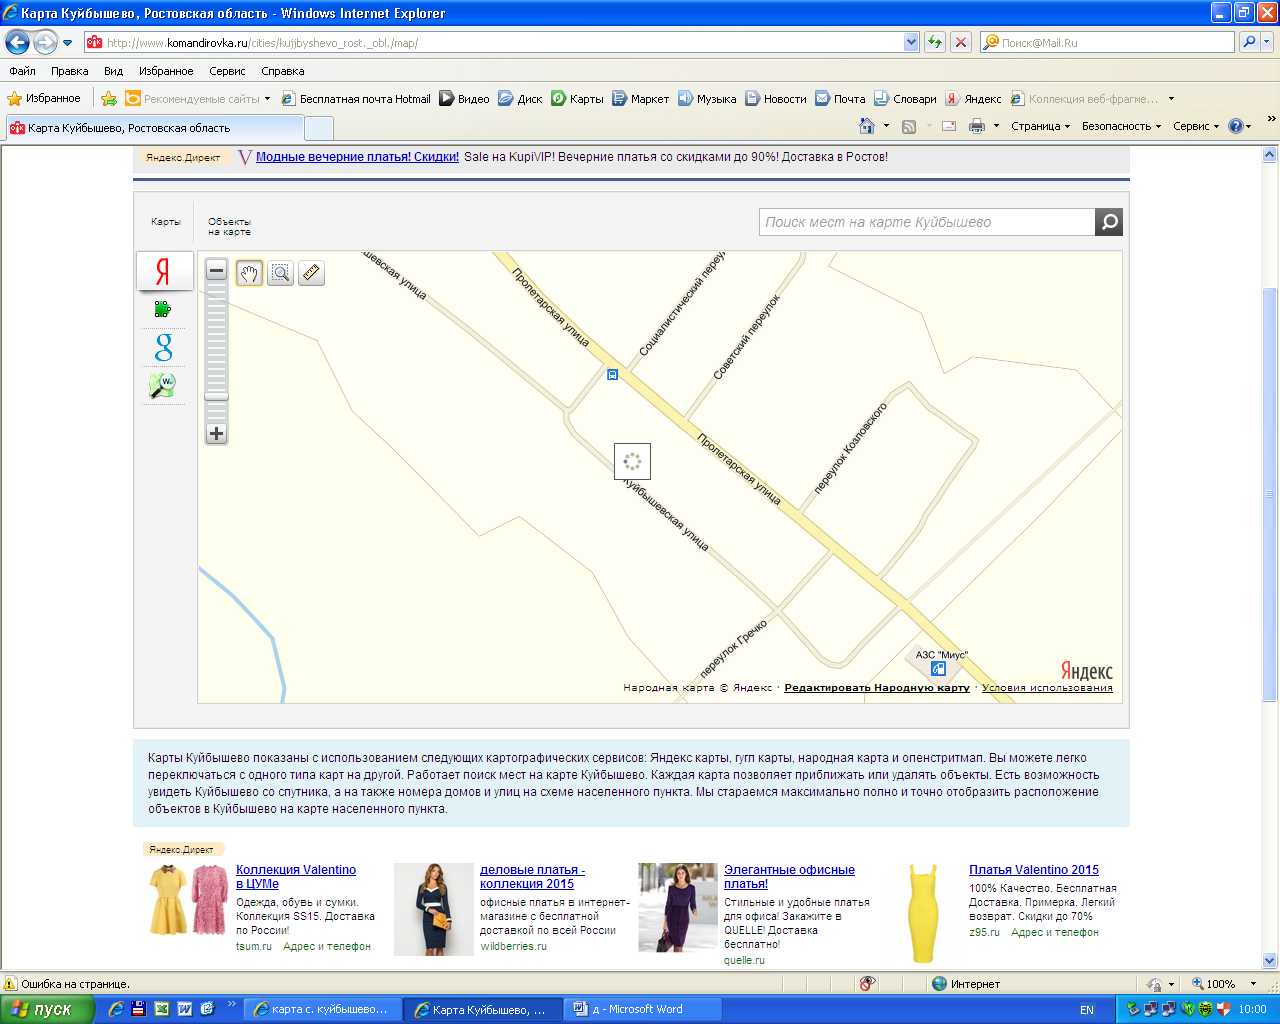 Карта Куйбышево, Ростовская область - Windows Internet Explorer
http://www.komandirovka.ru/cities/kujbyshevo_rost._obl./map/
Поиск@Mail.Ru
Файл Правка Вид Избранное Сервис Справка
Избранное Рекомендуемые сайты Бесплатная почта Hotmail Видео Диск Карты Маркет Музыка Новости Почта Словари Яндекс Коллекция веб-фрагме...
Карта Куйбышево, Ростовская область
Страница Безопасность Сервис
Яндекс.Директ Модные вечерние платья! Скидки! Sale на KupiVIP! Вечерние платья со скидками до 90%! Доставка в Ростов!
Карты
Объекты
на карте
Поиск мест на карте Куйбышево
шевская улица
Пролетарская улица
Социалистический переу
Советский переулок
Пролетарская улица
переулок Козловского
Куйбышевская улица
переулок Гречко
АЗС "Миус"
Яндекс
Народная карта © Яндекс · Редактировать Народную карту · Условия использования
Карты Куйбышево показаны с использованием следующих картографических сервисов: Яндекс карты, гугл карты, народная карта и опенстритмап. Вы можете легко
переключаться с одного типа карт на другой. Работает поиск мест на карте Куйбышево. Каждая карта позволяет приближать или удалять объекты. Есть возможность
увидеть Куйбышево со спутника, а на также номера домов и улиц на схеме населенного пункта. Мы стараемся максимально полно и точно отобразить расположение
объектов в Куйбышево на карте населенного пункта.
Яндекс.Директ
Коллекция Valentino
в ЦУМе
Одежда, обувь и сумки.
Коллекция SS15. Доставка
по России!
tsum.ru Адрес и телефон
деловые платья -
коллекция 2015
офисные платья в интернет-
магазине с бесплатной
доставкой по всей России
wildberries.ru
Элегантные офисные
платья!
Стильные и удобные платья
для офиса! Закажите в
QUELLE! Доставка
бесплатно!
quelle.ru
Платья Valentino 2015
100% Качество. Бесплатная
Доставка. Примерка. Легкий
возврат. Скидки до 70%
z95.ru Адрес и телефон
Ошибка на странице.
Интернет
100%
пуск
карта с. куйбышево...
Карта Куйбышево, ...
д - Microsoft Word
EN
10:00